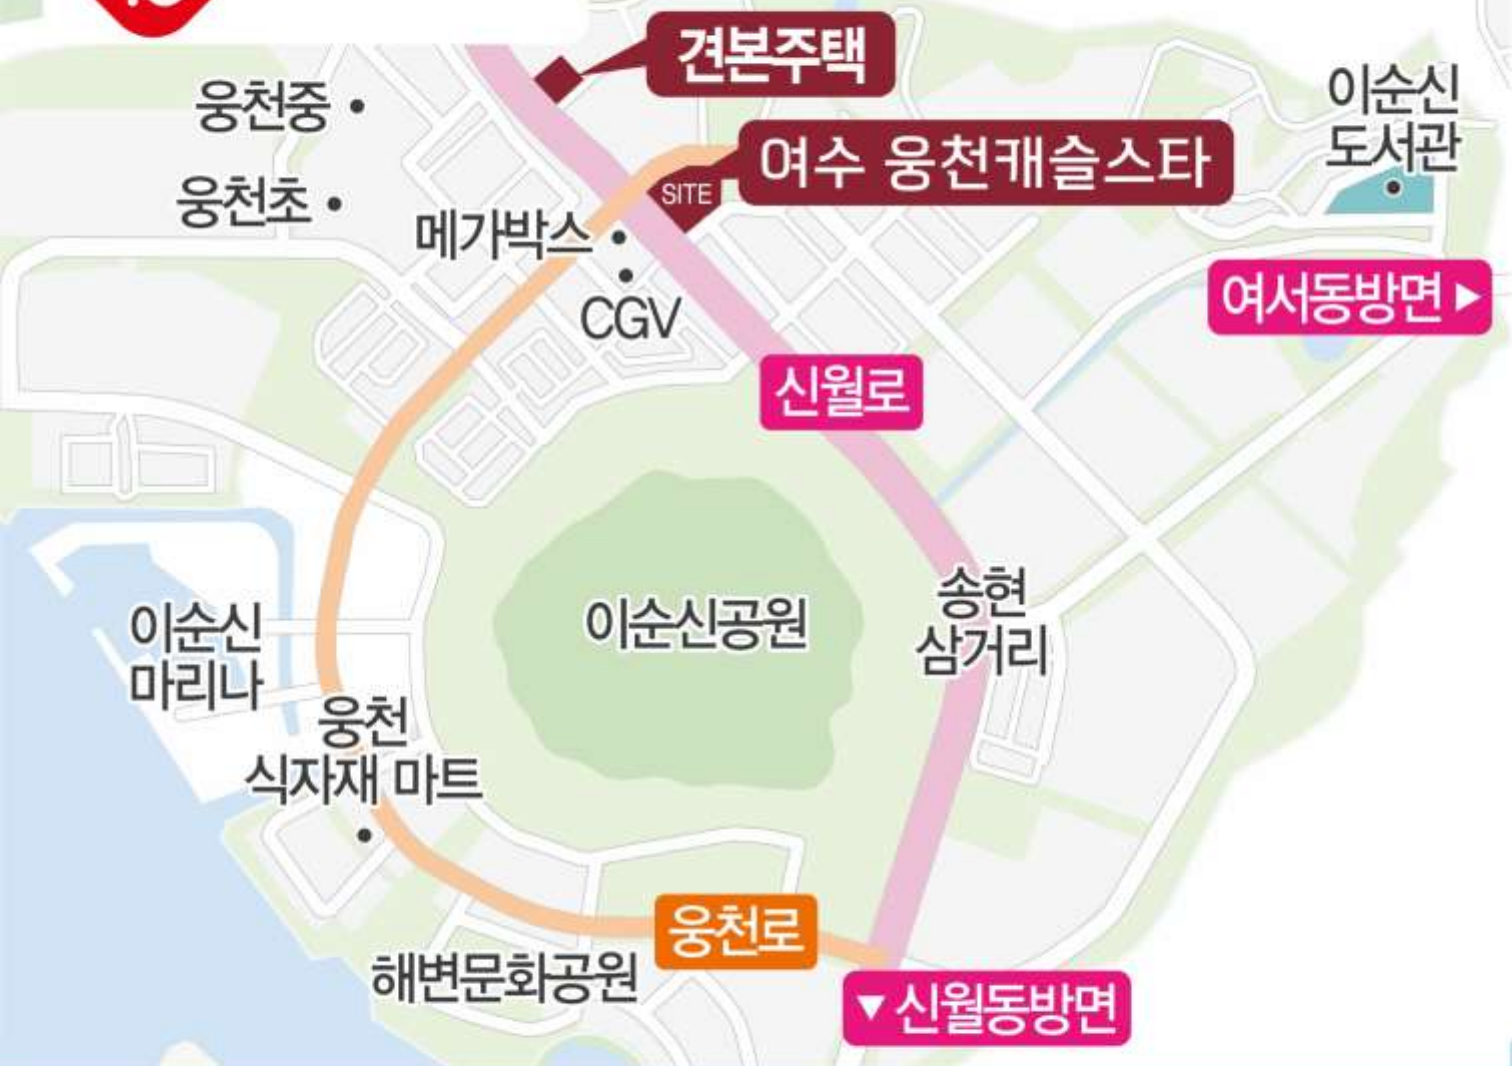 견본주택
웅천중
이순신
도서관
여수 웅천캐슬스타
SITE
웅천초
메가박스
CGV
여서동방면▶
신월로
이순신공원
송현
삼거리
이순신
마리나
웅천
식자재 마트
웅천로
해변문화공원
▼신월동방면